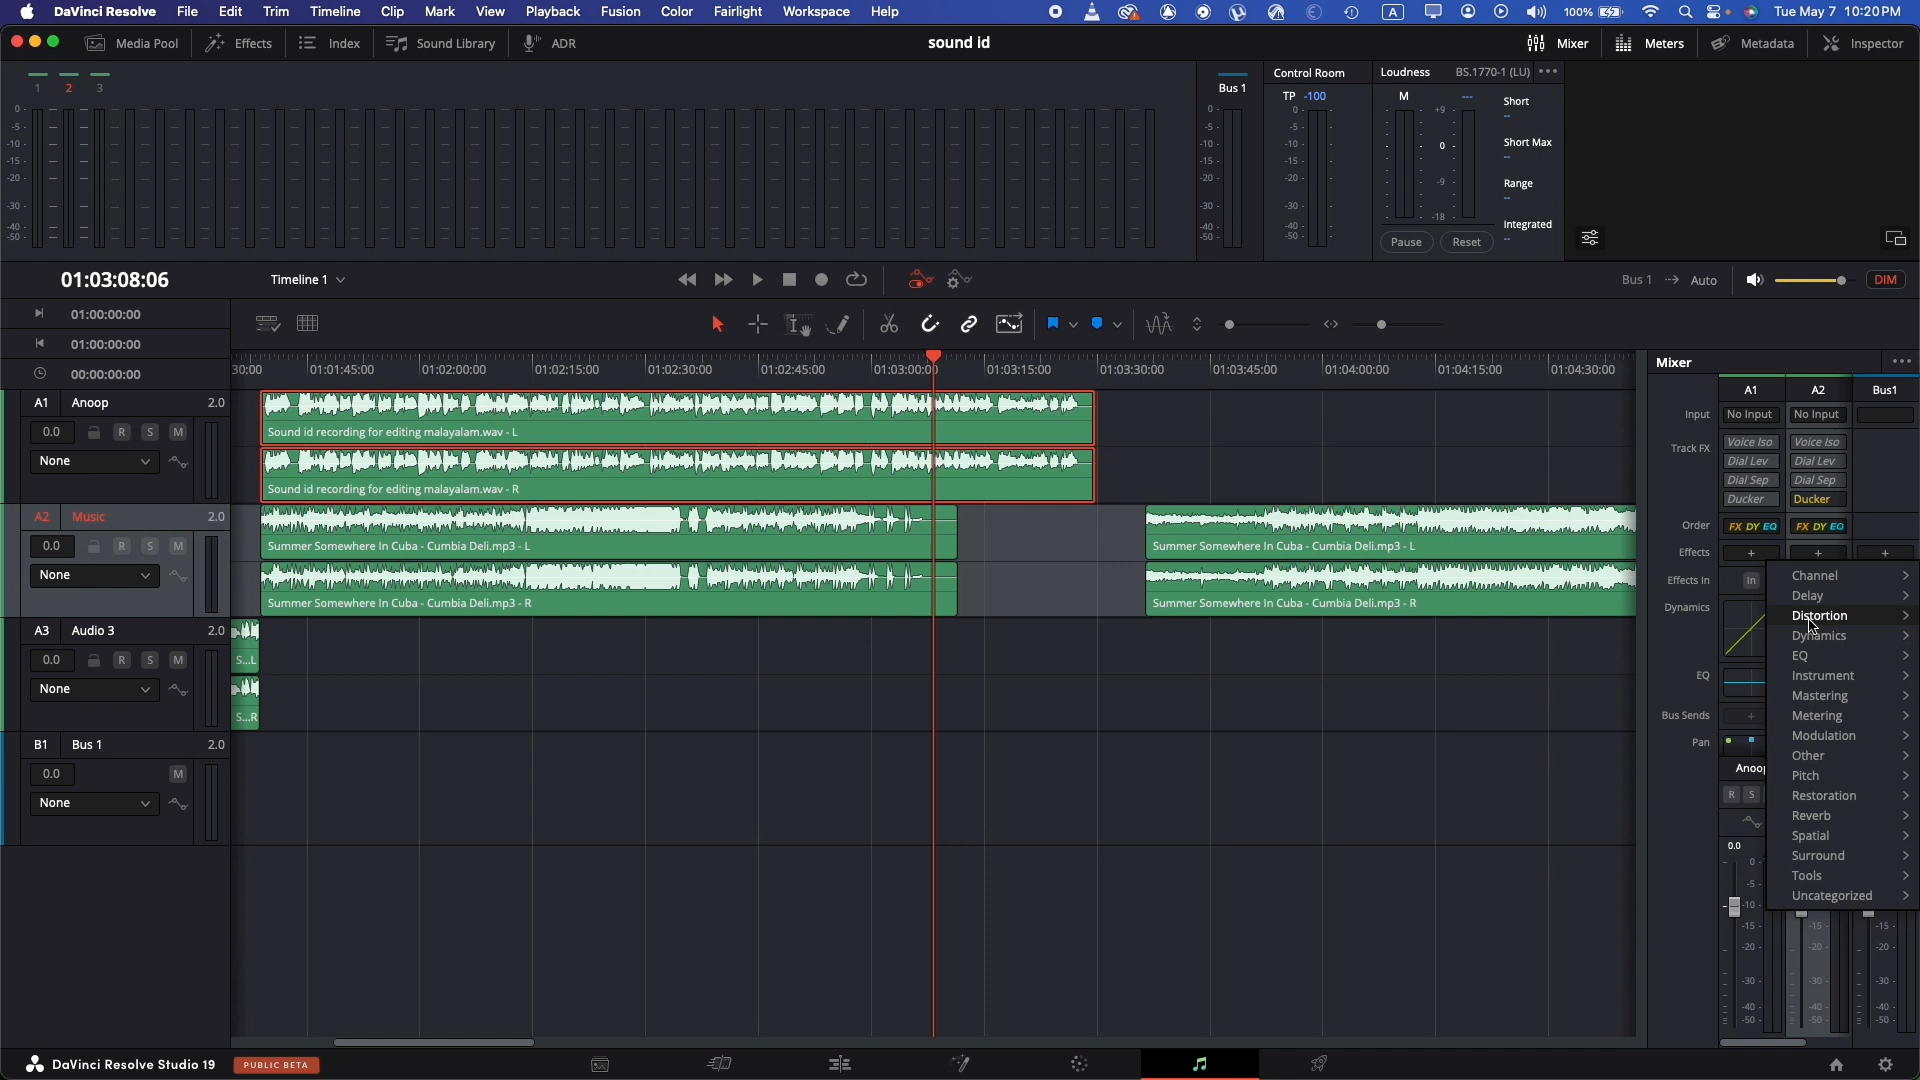 DaVinci Resolve File Edit Trim Timeline Clip Mark View Playback Fusion Color Fairlight Workspace Help A 100% Tue May 7 10:20 PM
Media Pool Effects Index Sound Library ADR sound id Mixer Meters Metadata Inspector
1 2 3 Bus 1 Control Room Loudness BS.1770-1 (LU)
TP -100 M Short
0 -5 -10 -15 -20 -30 -40 -50
0 -5 -10 -15 -20 -30 -40 -50
0 -5 -10 -15 -20 -30 -40 -50
+9 0 -9 -18
Short Max
Range
Integrated
Pause Reset
01:03:08:06 Timeline 1 Bus 1 Auto DIM
01:00:00:00
01:00:00:00
00:00:00:00
30:00 01:01:45:00 01:02:00:00 01:02:15:00 01:02:30:00 01:02:45:00 01:03:00:00 01:03:15:00 01:03:30:00 01:03:45:00 01:04:00:00 01:04:15:00 01:04:30:00
A1 Anoop 2.0
0.0 R S M
None
Sound id recording for editing malayalam.wav - L
Sound id recording for editing malayalam.wav - R
A2 Music 2.0
0.0 R S M
None
Summer Somewhere In Cuba - Cumbia Deli.mp3 - L
Summer Somewhere In Cuba - Cumbia Deli.mp3 - L
Summer Somewhere In Cuba - Cumbia Deli.mp3 - R
Summer Somewhere In Cuba - Cumbia Deli.mp3 - R
A3 Audio 3 2.0
0.0 R S M
None
S...L
S...R
B1 Bus 1 2.0
0.0 M
None
Mixer
A1 A2 Bus1
Input No Input No Input
Track FX Voice Iso Voice Iso
Dial Lev Dial Lev
Dial Sep Dial Sep
Ducker Ducker
Order FX DY EQ FX DY EQ
Effects + + +
Effects In In
Dynamics
EQ
Bus Sends +
Pan
Anoop
R S
0.0
0 -5 -10 -15 -20 -30 -40 -50
-15 -20 -30 -40 -50
-15 -20 -30 -40 -50
Channel
Delay
Distortion
Dynamics
EQ
Instrument
Mastering
Metering
Modulation
Other
Pitch
Restoration
Reverb
Spatial
Surround
Tools
Uncategorized
DaVinci Resolve Studio 19 PUBLIC BETA